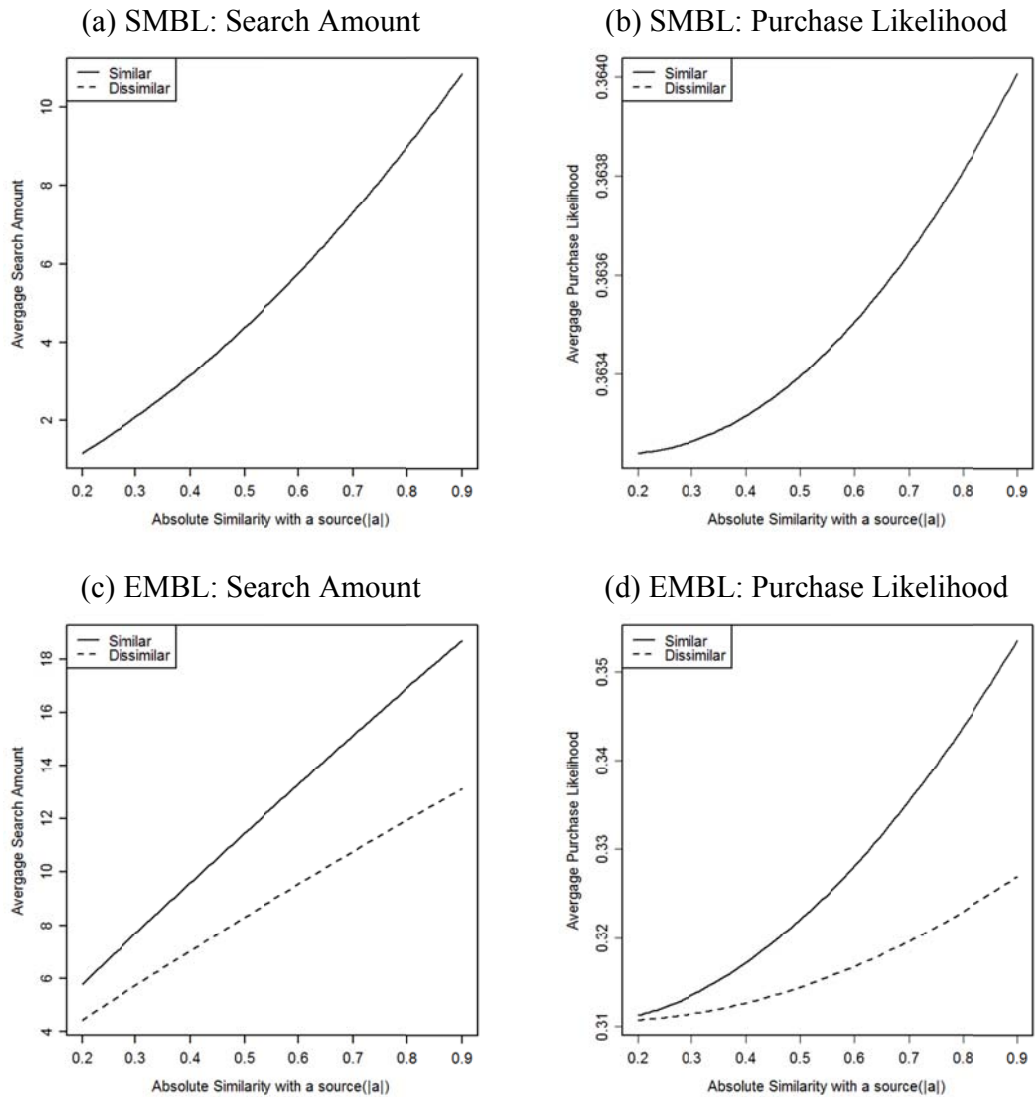 (a) SMBL: Search Amount
Similar
Dissimilar
Avergage Search Amount
10
8
6
4
2
0.2 0.3 0.4 0.5 0.6 0.7 0.8 0.9
Absolute Similarity with a source(|a|)
(b) SMBL: Purchase Likelihood
Similar
Dissimilar
Avergage Purchase Likelihood
0.3640
0.3638
0.3636
0.3634
0.2 0.3 0.4 0.5 0.6 0.7 0.8 0.9
Absolute Similarity with a source(|a|)
(c) EMBL: Search Amount
Similar
Dissimilar
Avergage Search Amount
18
16
14
12
10
8
6
4
0.2 0.3 0.4 0.5 0.6 0.7 0.8 0.9
Absolute Similarity with a source(|a|)
(d) EMBL: Purchase Likelihood
Similar
Dissimilar
Avergage Purchase Likelihood
0.35
0.34
0.33
0.32
0.31
0.2 0.3 0.4 0.5 0.6 0.7 0.8 0.9
Absolute Similarity with a source(|a|)